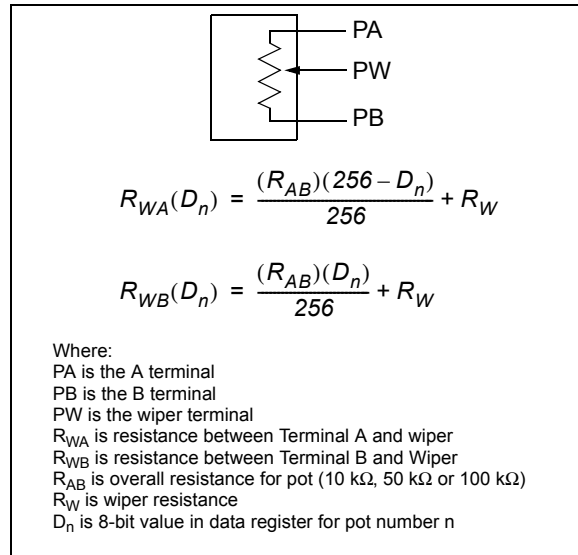 PA
PW
PB
R_WA(D_n) = (R_AB)(256 – D_n) / 256 + R_W
R_WB(D_n) = (R_AB)(D_n) / 256 + R_W
Where:
PA is the A terminal
PB is the B terminal
PW is the wiper terminal
R_WA is resistance between Terminal A and wiper
R_WB is resistance between Terminal B and Wiper
R_AB is overall resistance for pot (10 kΩ, 50 kΩ or 100 kΩ)
R_W is wiper resistance
D_n is 8-bit value in data register for pot number n